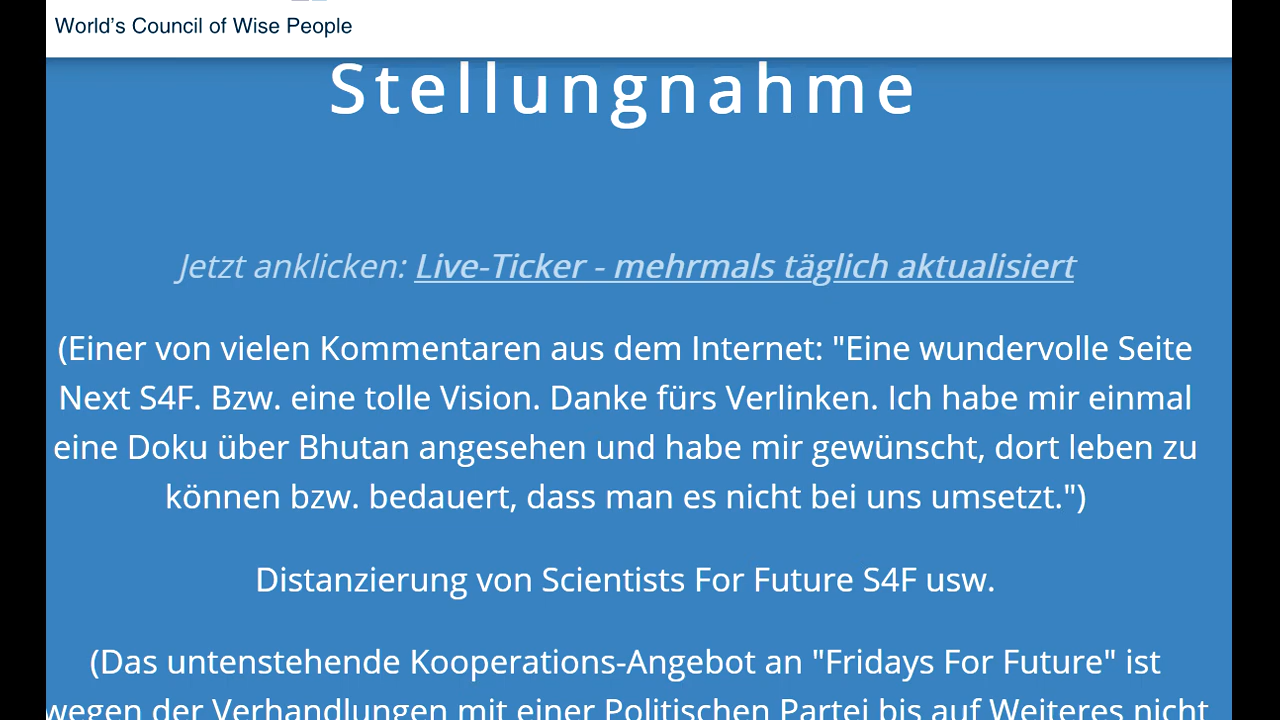 World's Council of Wise People
Stellungnahme
Jetzt anklicken: Live-Ticker - mehrmals täglich aktualisiert
(Einer von vielen Kommentaren aus dem Internet: "Eine wundervolle Seite
Next S4F. Bzw. eine tolle Vision. Danke fürs Verlinken. Ich habe mir einmal
eine Doku über Bhutan angesehen und habe mir gewünscht, dort leben zu
können bzw. bedauert, dass man es nicht bei uns umsetzt.")
Distanzierung von Scientists For Future S4F usw.
(Das untenstehende Kooperations-Angebot an "Fridays For Future" ist
wegen der Verhandlungen mit einer Politischen Partei bis auf Weiteres nicht